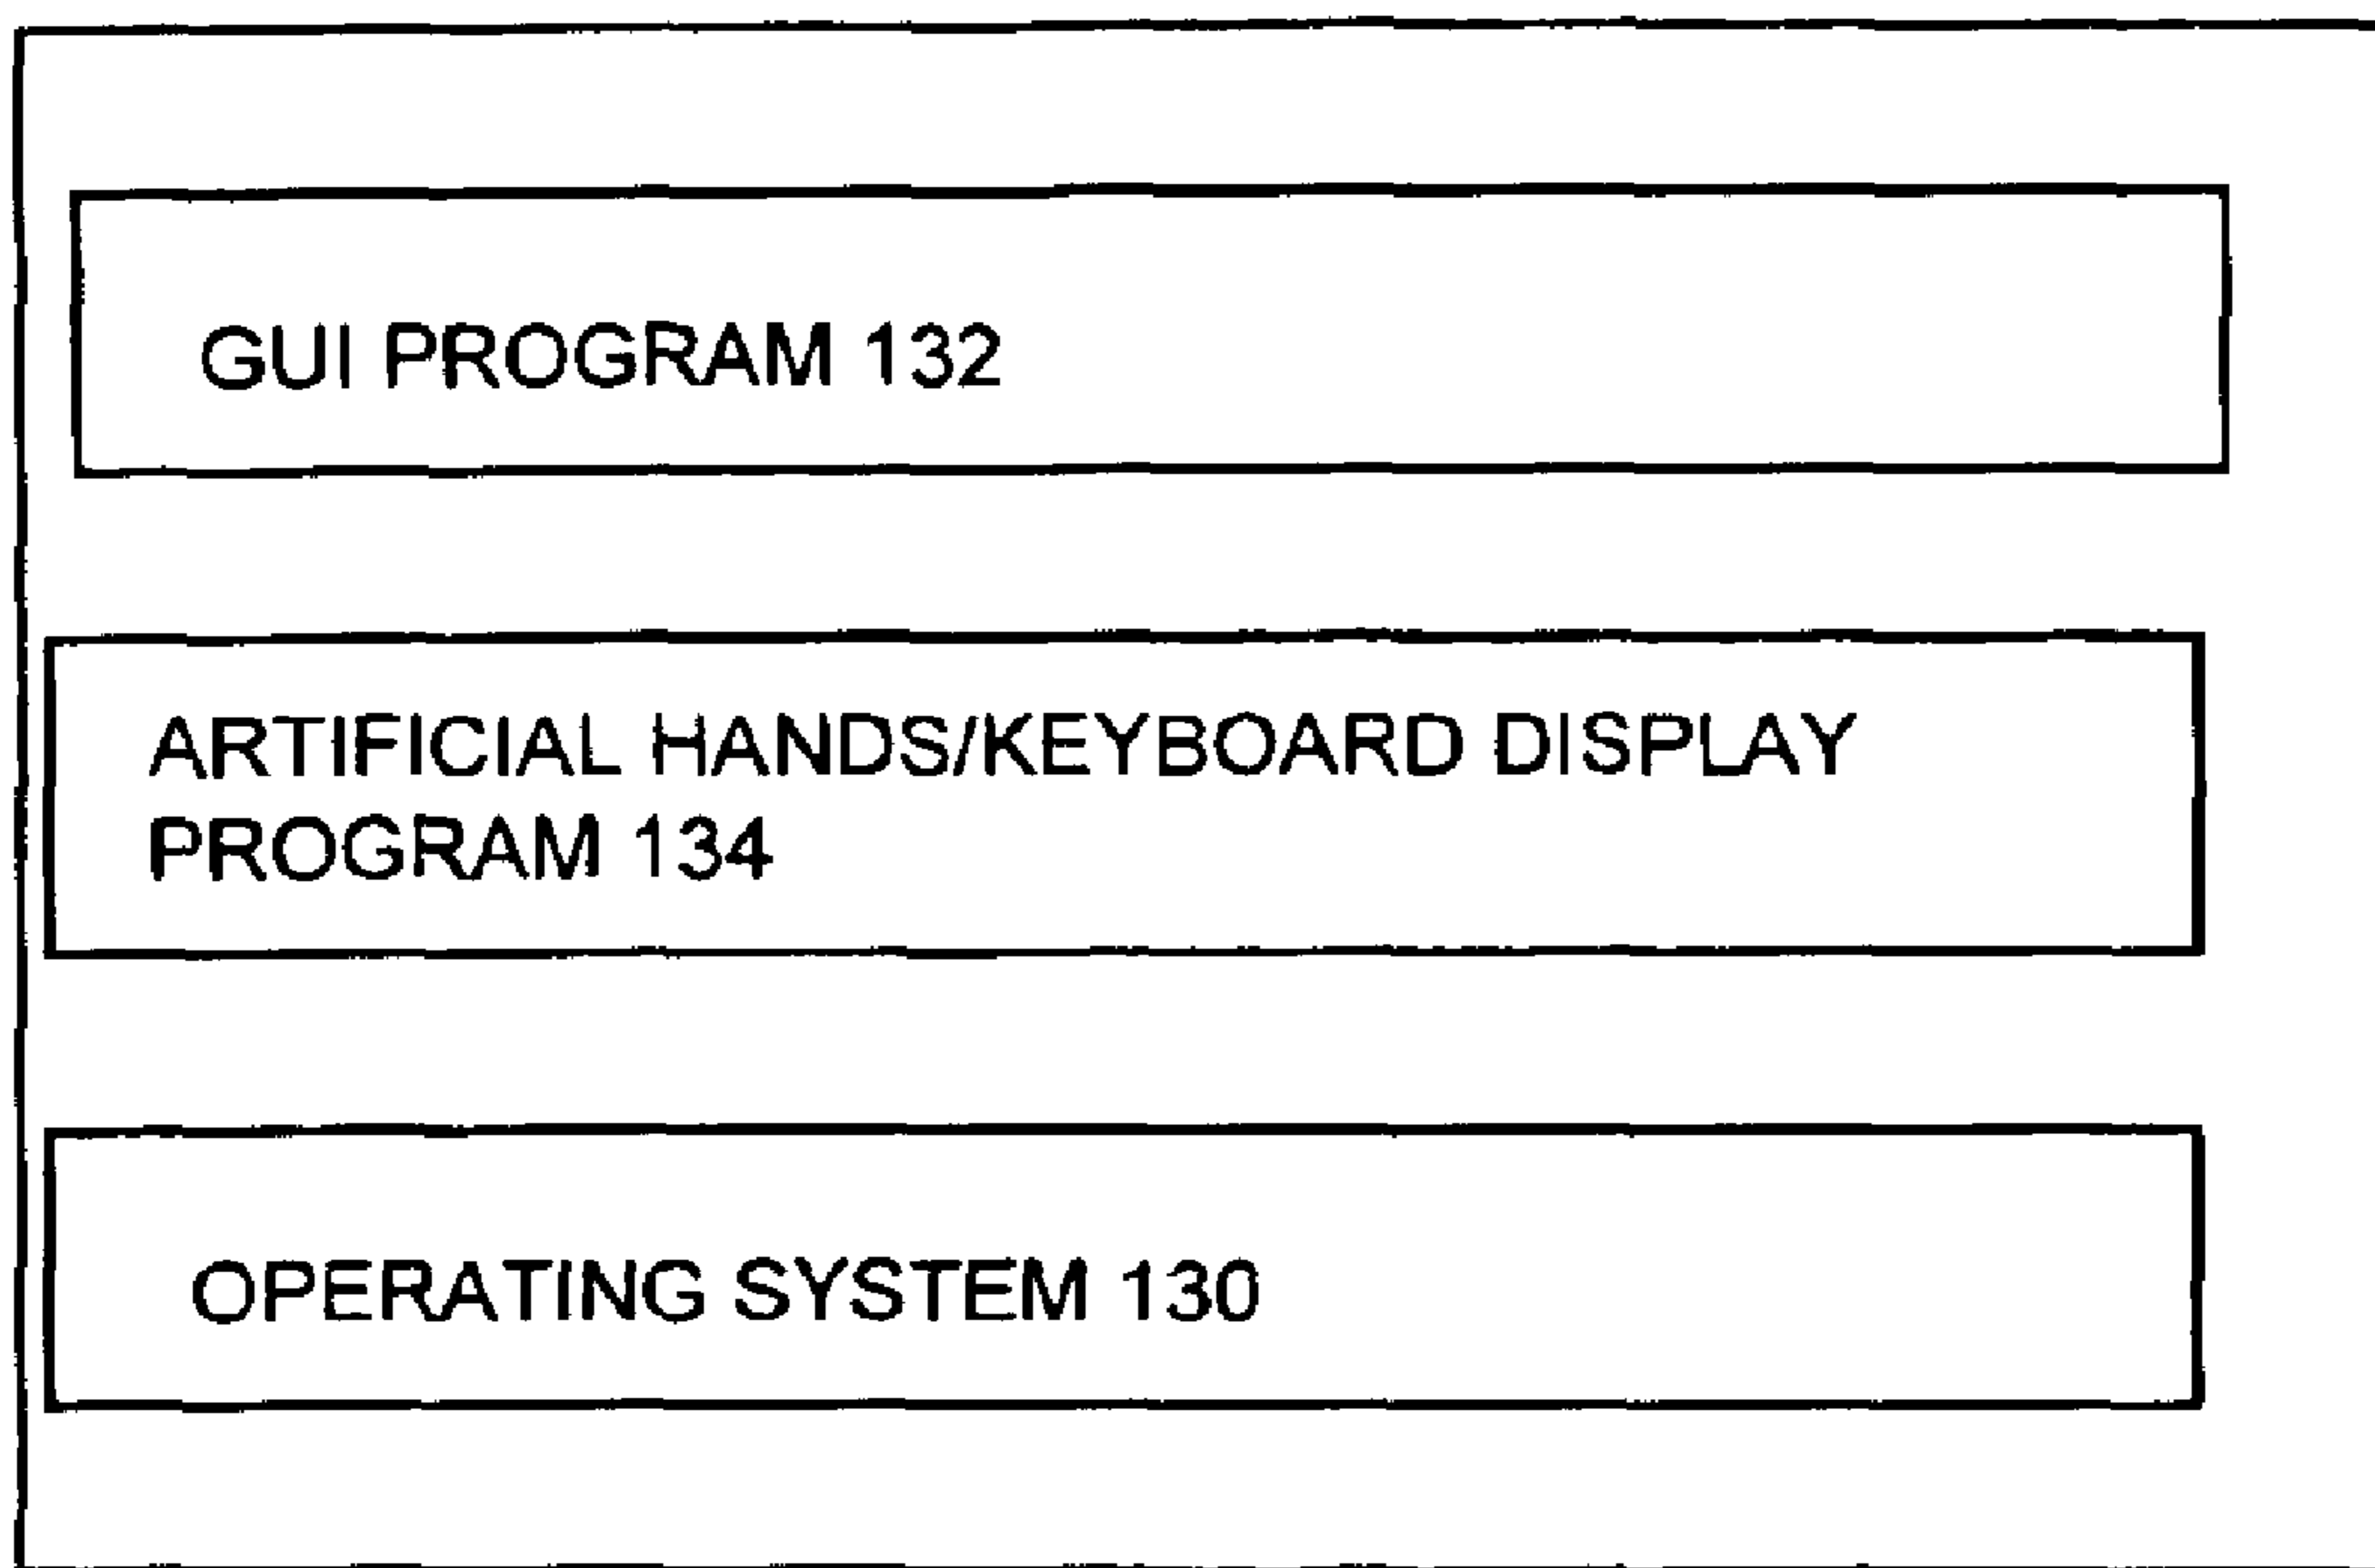 GUI PROGRAM 132
ARTIFICIAL HANDS/KEYBOARD DISPLAY
PROGRAM 134
OPERATING SYSTEM 130